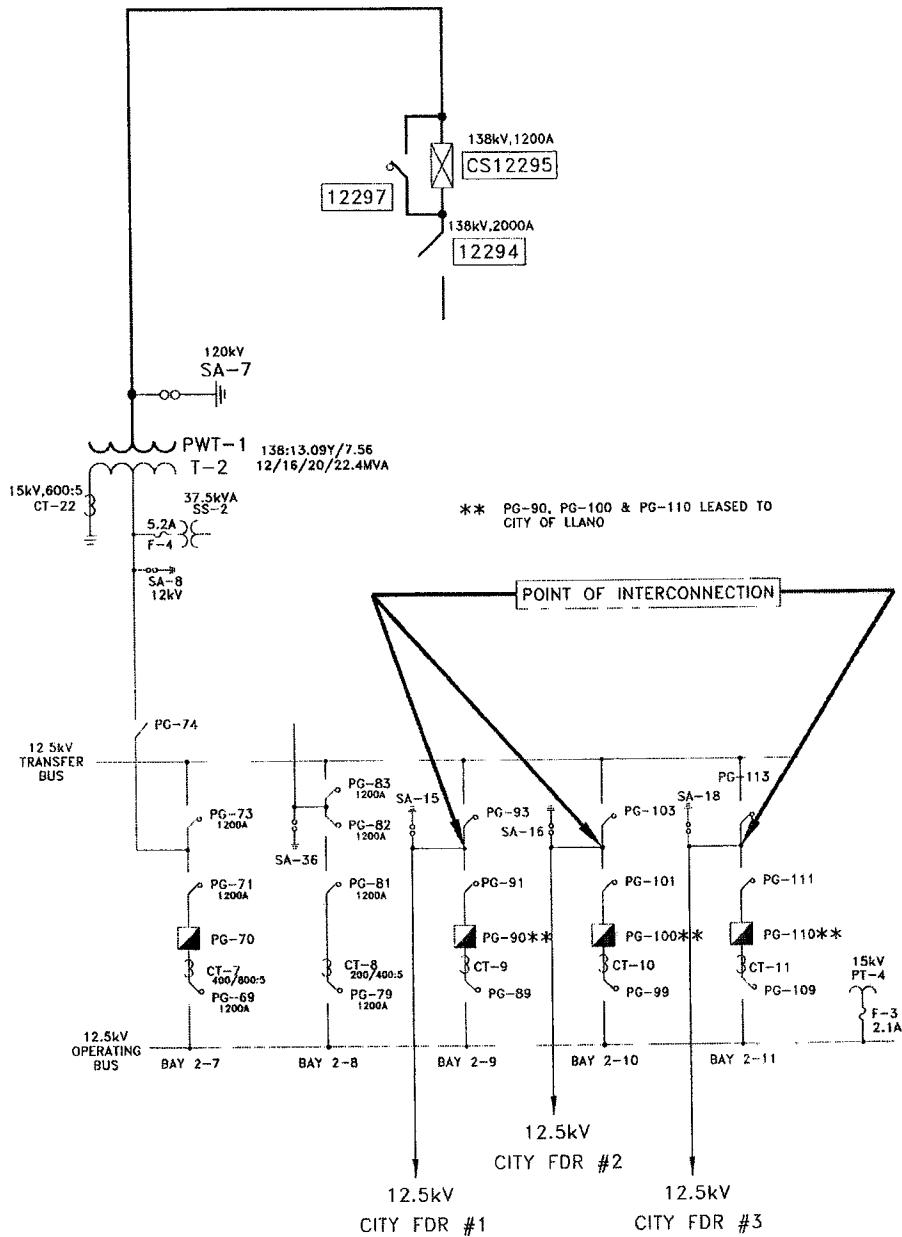 138kV,1200A
CS12295
12297
138kV,2000A
12294
120kV
SA-7
PWT-1
T-2
138:13.09Y/7.56
12/16/20/22.4MVA
15kV,600:5
CT-22
37.5kVA
SS-2
5.2A
F-4
SA-8
12kV
** PG-90, PG-100 & PG-110 LEASED TO
CITY OF LLANO
POINT OF INTERCONNECTION
PG-74
12 5kV
TRANSFER
BUS
PG-73
1200A
PG-83
1200A
PG-82
1200A
SA-36
SA-15
PG-93
SA-16
PG-103
SA-18
PG-113
PG-71
1200A
PG-81
1200A
PG-91
PG-101
PG-111
PG-70
PG-90**
PG-100**
PG-110**
CT-7
400/800:5
PG-69
1200A
CT-8
200/400:5
PG-79
1200A
CT-9
PG-89
CT-10
PG-99
CT-11
PG-109
15kV
PT-4
F-3
2.1A
12.5kV
OPERATING
BUS
BAY 2-7
BAY 2-8
BAY 2-9
BAY 2-10
BAY 2-11
12.5kV
CITY FDR #2
12.5kV
CITY FDR #1
12.5kV
CITY FDR #3